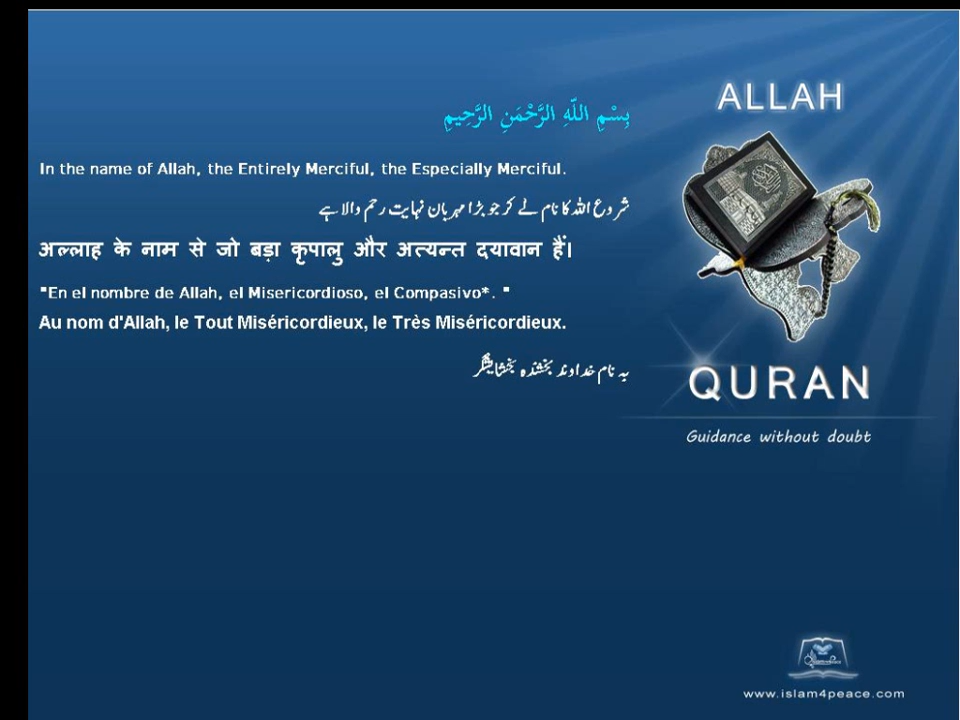 بِسْمِ اللّهِ الرَّحْمَنِ الرَّحِيمِ
In the name of Allah, the Entirely Merciful, the Especially Merciful.
شروع الله کا نام لے کر جو بڑا مہربان نہایت رحم والا ہے
अल्लाह के नाम से जो बड़ा कृपालु और अत्यन्त दयावान हैं।
"En el nombre de Allah, el Misericordioso, el Compasivo*. "
Au nom d'Allah, le Tout Miséricordieux, le Très Miséricordieux.
به نام خداوند بخشنده بخشایشگر
ALLAH
QURAN
Guidance without doubt
www.islam4peace.com